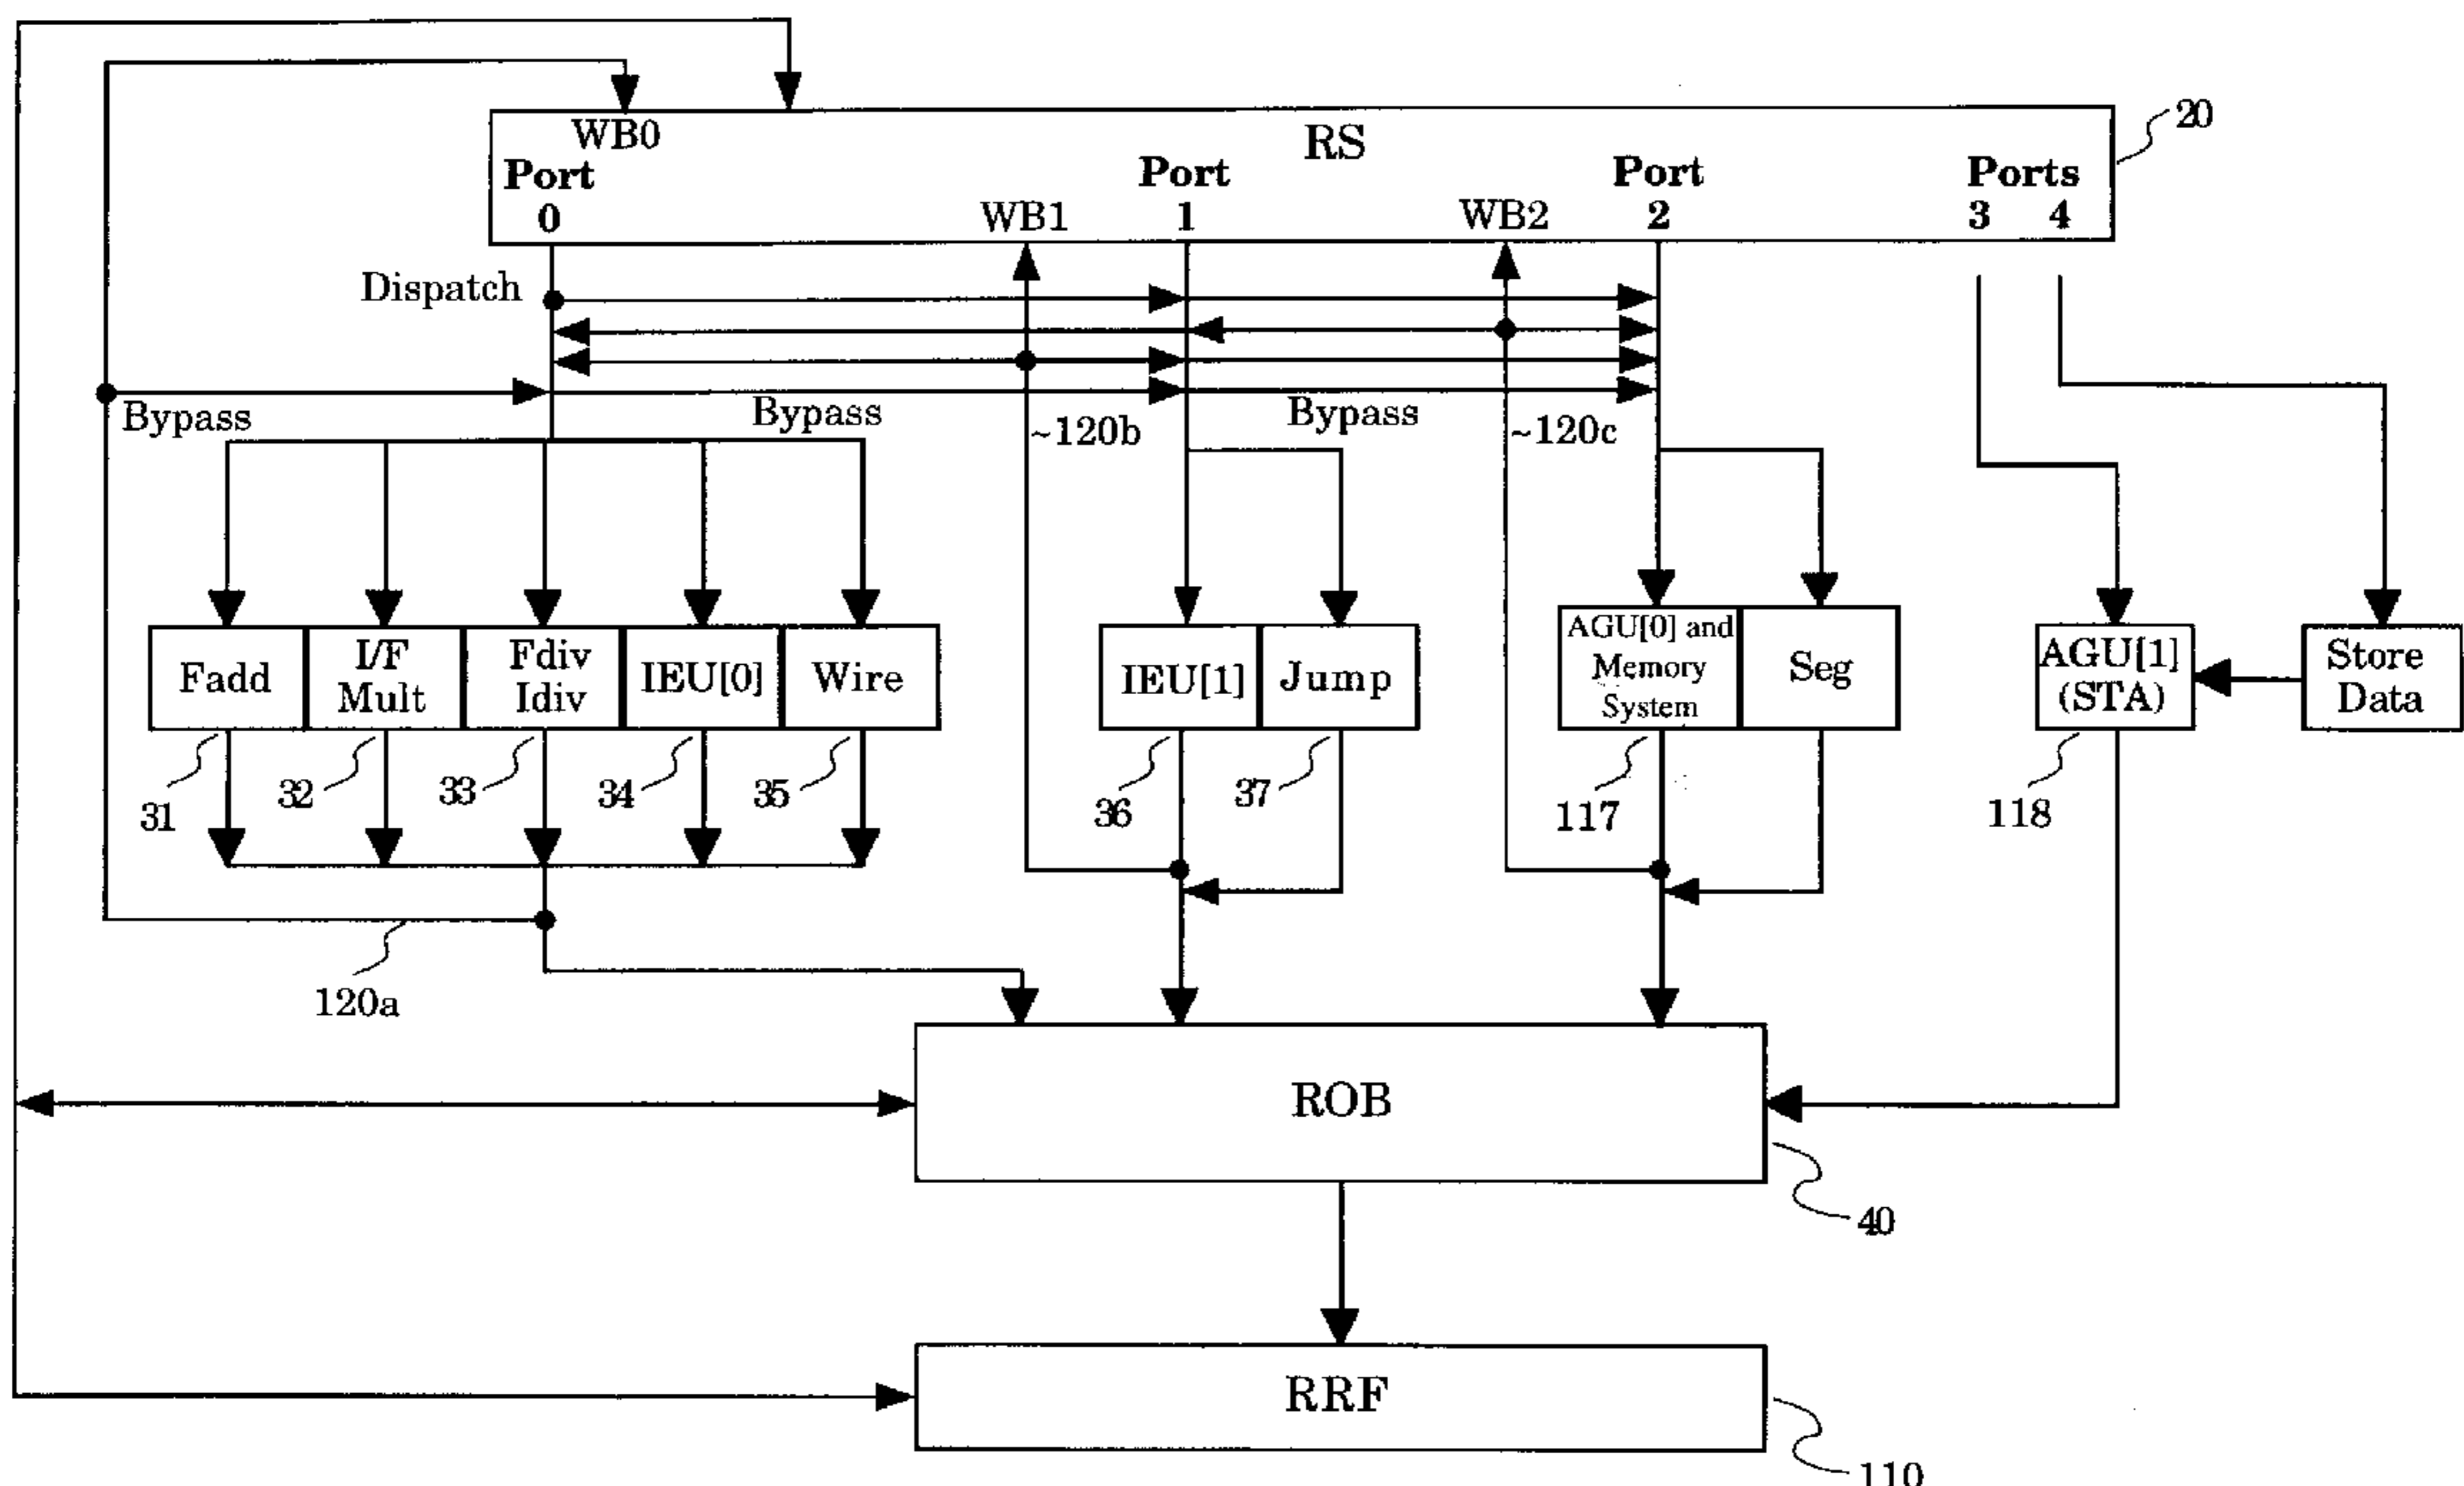 WB0
RS
20
Port
0
WB1
Port
1
WB2
Port
2
Ports
3 4
Dispatch
Bypass
Bypass
Bypass
~120b
~120c
Fadd
I/F
Mult
Fdiv
Idiv
IEU[0]
Wire
IEU[1]
Jump
AGU[0] and
Memory
System
Seg
AGU[1]
(STA)
Store
Data
31
32
33
34
35
36
37
117
118
120a
ROB
40
RRF
110